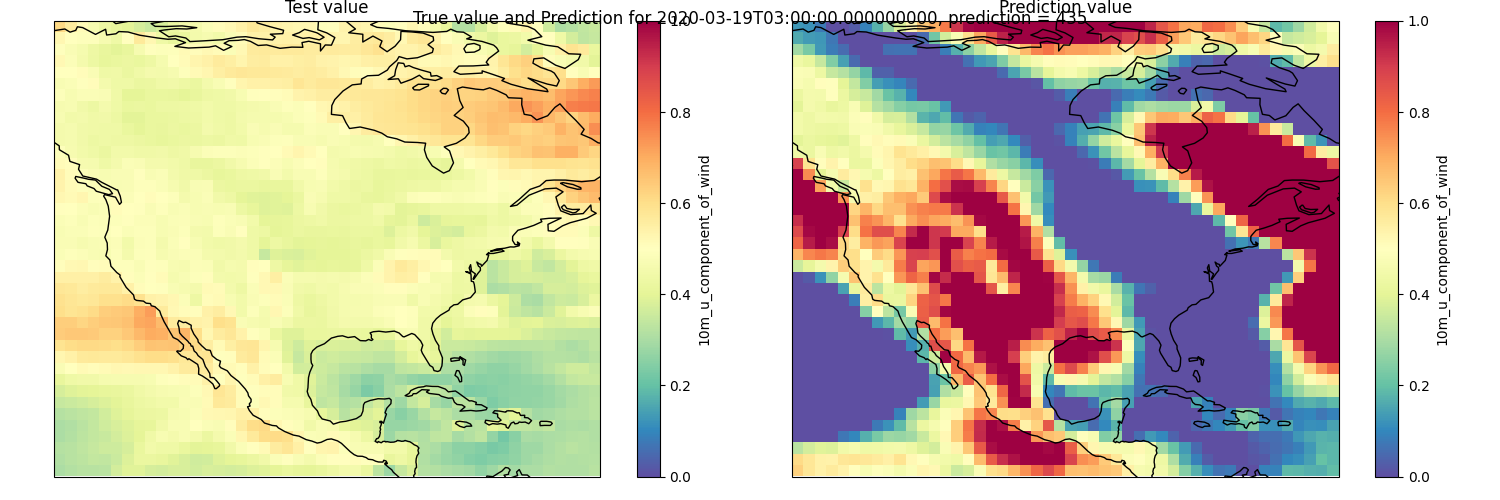 Test value
Prediction value
True value and Prediction for 2020-03-19T03:00:00.000000000, prediction = 435
1.0
0.8
0.6
0.4
0.2
0.0
10m_u_component_of_wind
1.0
0.8
0.6
0.4
0.2
0.0
10m_u_component_of_wind